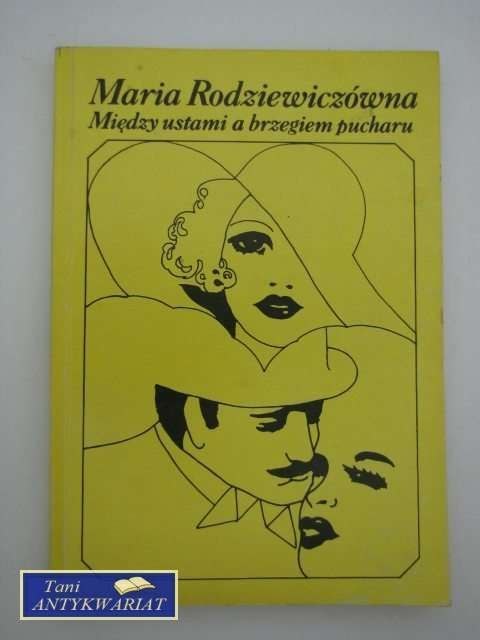 Maria Rodziewiczówna
Między ustami a brzegiem pucharu
Tani
ANTYKWARIAT